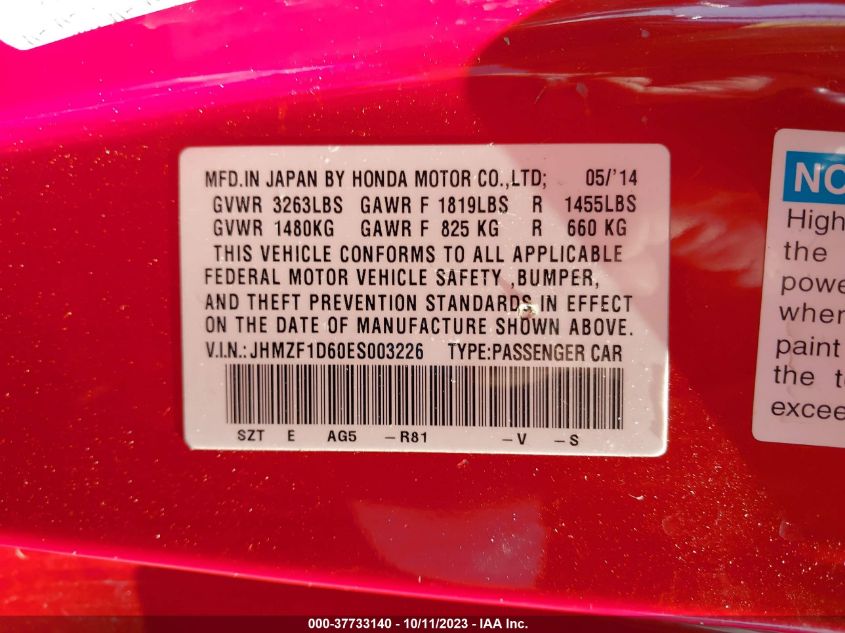 MFD.IN JAPAN BY HONDA MOTOR CO.,LTD; 05/'14
GVWR 3263LBS GAWR F 1819LBS R 1455LBS
GVWR 1480KG GAWR F 825 KG R 660 KG
THIS VEHICLE CONFORMS TO ALL APPLICABLE
FEDERAL MOTOR VEHICLE SAFETY ,BUMPER,
AND THEFT PREVENTION STANDARDS IN EFFECT
ON THE DATE OF MANUFACTURE SHOWN ABOVE.
V.I.N.:JHMZF1D60ES003226 TYPE:PASSENGER CAR
SZT E AG5 -R81 -V -S
NO
High
the
powe
when
paint
the t
excee
000-37733140 - 10/11/2023 - IAA Inc.